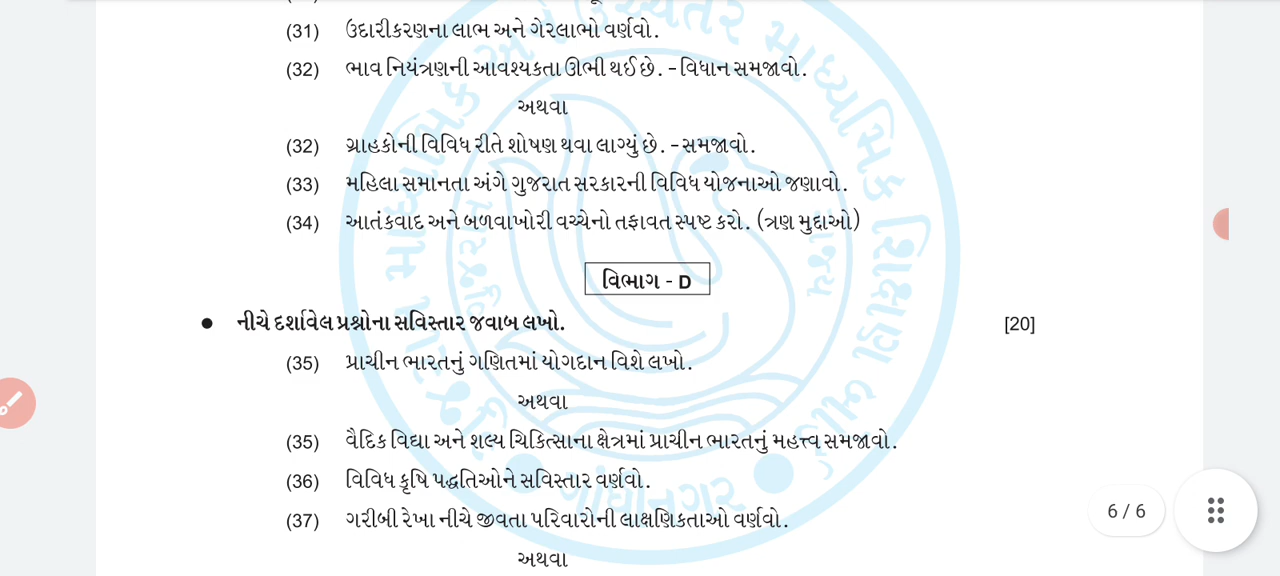 (31) ઉદારીકરણના લાભ અને ગેરલાભો વર્ણવો.
(32) ભાવ નિયંત્રણની આવશ્યકતા ઊભી થઈ છે. - વિધાન સમજાવો.
અથવા
(32) ગ્રાહકોની વિવિધ રીતે શોષણ થવા લાગ્યું છે. - સમજાવો.
(33) મહિલા સમાનતા અંગે ગુજરાત સરકારની વિવિધ યોજનાઓ જણાવો.
(34) આતંકવાદ અને બળવાખોરી વચ્ચેનો તફાવત સ્પષ્ટ કરો. (ત્રણ મુદ્દાઓ)
વિભાગ - D
● નીચે દર્શાવેલ પ્રશ્નોના સવિસ્તાર જવાબ લખો. [20]
(35) પ્રાચીન ભારતનું ગણિતમાં યોગદાન વિશે લખો.
અથવા
(35) વૈદિક વિદ્યા અને શલ્ય ચિકિત્સાના ક્ષેત્રમાં પ્રાચીન ભારતનું મહત્ત્વ સમજાવો.
(36) વિવિધ કૃષિ પદ્ધતિઓને સવિસ્તાર વર્ણવો.
(37) ગરીબી રેખા નીચે જીવતા પરિવારોની લાક્ષણિકતાઓ વર્ણવો.
અથવા
6 / 6